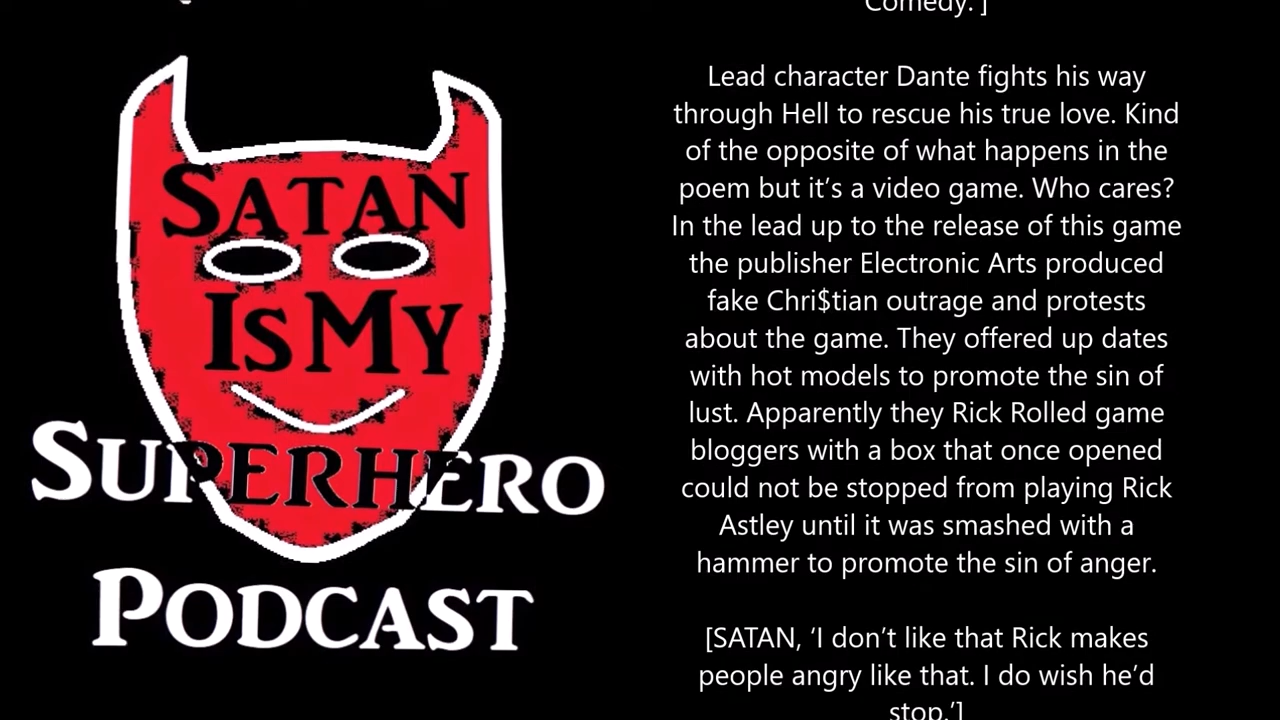 SATAN
IS MY
SUPERHERO
PODCAST
Comedy. ]
Lead character Dante fights his way
through Hell to rescue his true love. Kind
of the opposite of what happens in the
poem but it’s a video game. Who cares?
In the lead up to the release of this game
the publisher Electronic Arts produced
fake Chri$tian outrage and protests
about the game. They offered up dates
with hot models to promote the sin of
lust. Apparently they Rick Rolled game
bloggers with a box that once opened
could not be stopped from playing Rick
Astley until it was smashed with a
hammer to promote the sin of anger.
[SATAN, ‘I don’t like that Rick makes
people angry like that. I do wish he’d
stop.’]